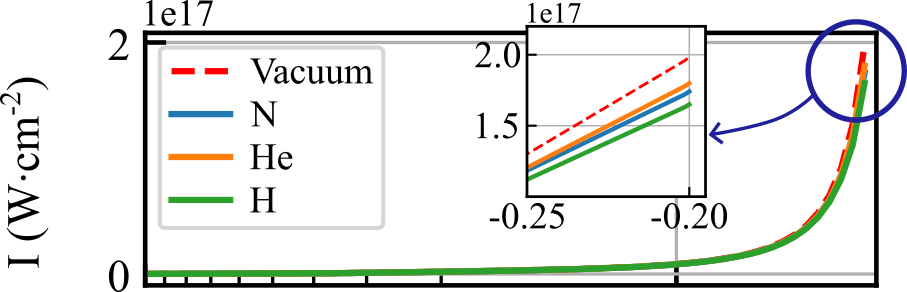 1e17
2
0
I (W·cm⁻²)
Vacuum
N
He
H
1e17
2.0
1.5
-0.25
-0.20